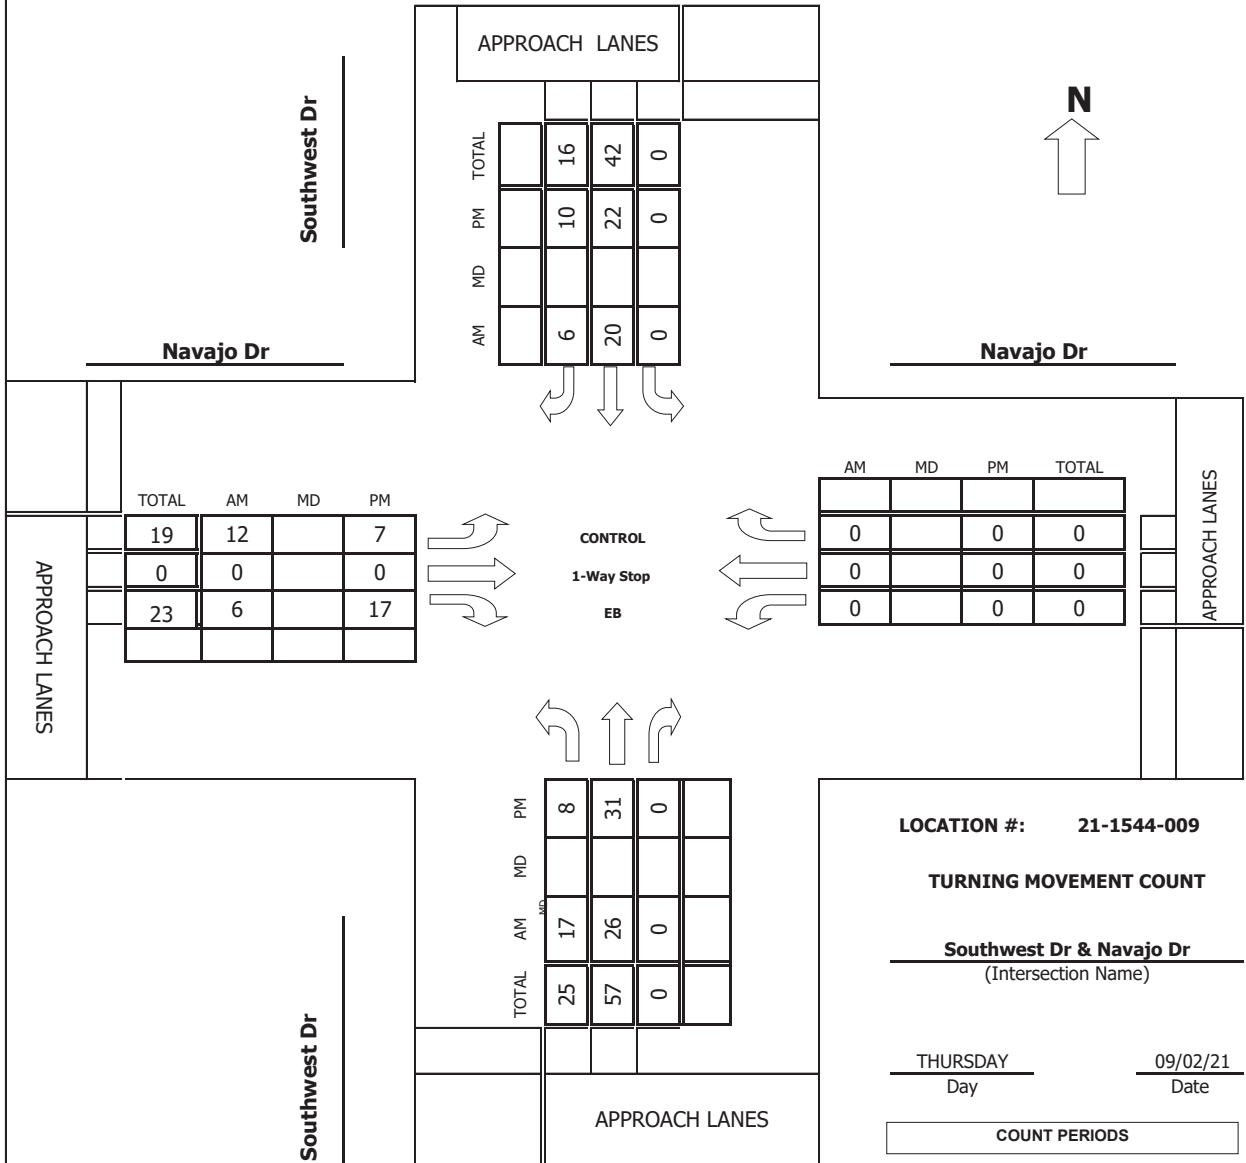 APPROACH LANES
N
Southwest Dr
TOTAL 16 42 0
PM 10 22 0
MD
AM 6 20 0
Navajo Dr
Navajo Dr
AM MD PM TOTAL
0 0 0
0 0 0
0 0 0
APPROACH LANES
TOTAL AM MD PM
19 12 7
0 0 0
23 6 17
APPROACH LANES
CONTROL
1-Way Stop
EB
PM 8 31 0
MD
MD
AM 17 26 0
TOTAL 25 57 0
APPROACH LANES
Southwest Dr
LOCATION #: 21-1544-009
TURNING MOVEMENT COUNT
Southwest Dr & Navajo Dr
(Intersection Name)
THURSDAY 09/02/21
Day Date
COUNT PERIODS